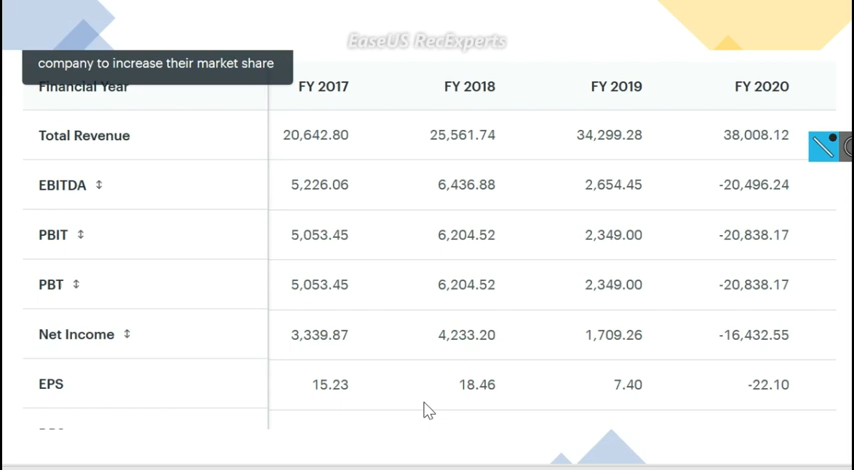 EaseUS RecExperts
company to increase their market share
Financial Year FY 2017 FY 2018 FY 2019 FY 2020
Total Revenue 20,642.80 25,561.74 34,299.28 38,008.12
EBITDA 5,226.06 6,436.88 2,654.45 -20,496.24
PBIT 5,053.45 6,204.52 2,349.00 -20,838.17
PBT 5,053.45 6,204.52 2,349.00 -20,838.17
Net Income 3,339.87 4,233.20 1,709.26 -16,432.55
EPS 15.23 18.46 7.40 -22.10